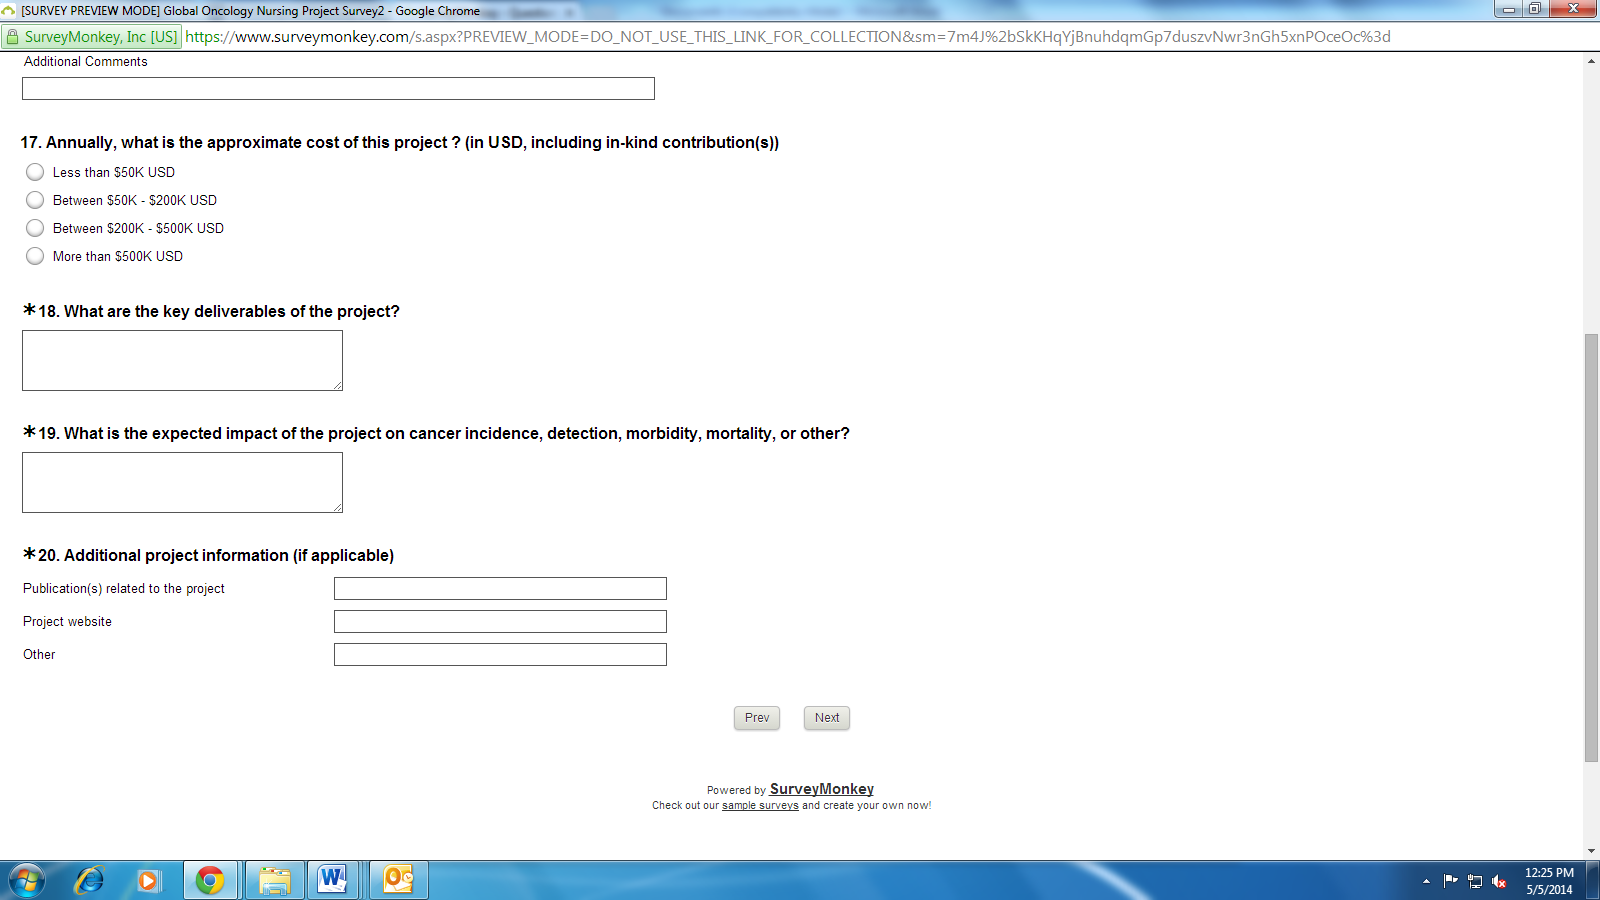 [SURVEY PREVIEW MODE] Global Oncology Nursing Project Survey2 - Google Chrome
SurveyMonkey, Inc [US] https://www.surveymonkey.com/s.aspx?PREVIEW_MODE=DO_NOT_USE_THIS_LINK_FOR_COLLECTION&sm=7m4J%2bSkKHqYjBnuhdqmGp7duszvNwr3nGh5xnPOceOc%3d
Additional Comments
17. Annually, what is the approximate cost of this project ? (in USD, including in-kind contribution(s))
Less than $50K USD
Between $50K - $200K USD
Between $200K - $500K USD
More than $500K USD
*18. What are the key deliverables of the project?
*19. What is the expected impact of the project on cancer incidence, detection, morbidity, mortality, or other?
*20. Additional project information (if applicable)
Publication(s) related to the project
Project website
Other
Prev Next
Powered by SurveyMonkey
Check out our sample surveys and create your own now!
12:25 PM
5/5/2014